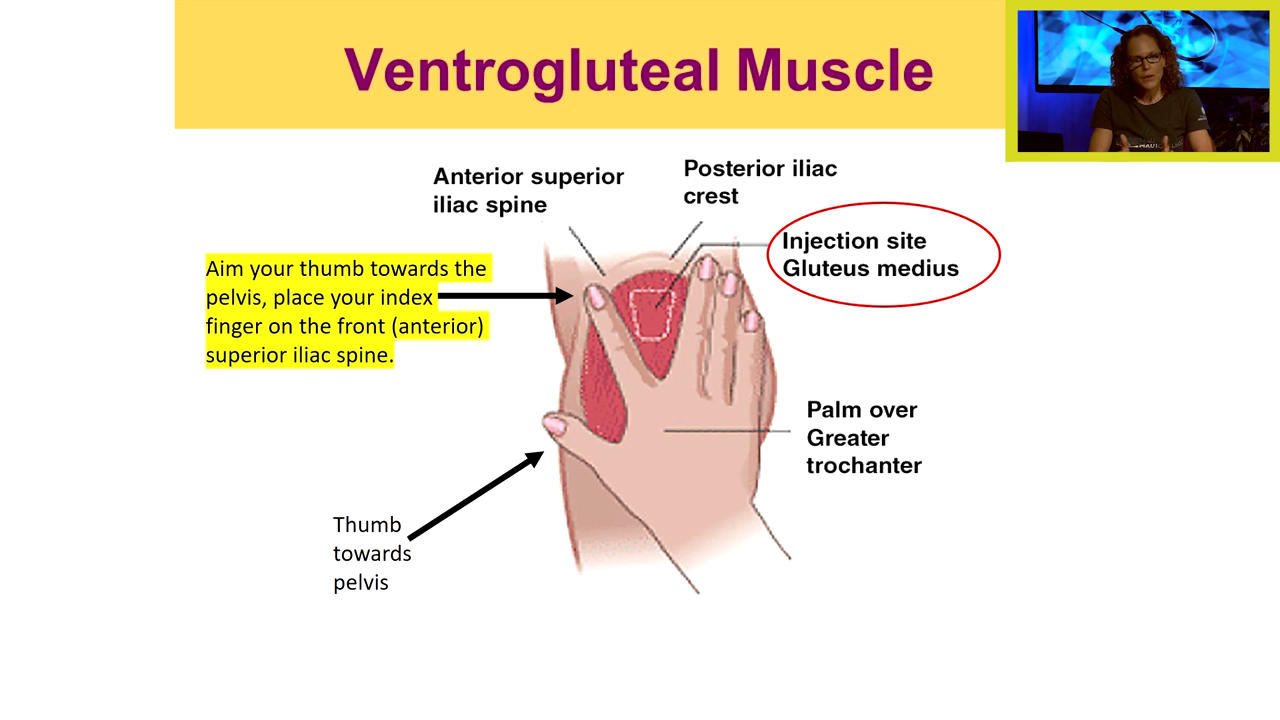 Ventrogluteal Muscle
Anterior superior
iliac spine
Posterior iliac
crest
Injection site
Gluteus medius
Aim your thumb towards the
pelvis, place your index
finger on the front (anterior)
superior iliac spine.
Palm over
Greater
trochanter
Thumb
towards
pelvis